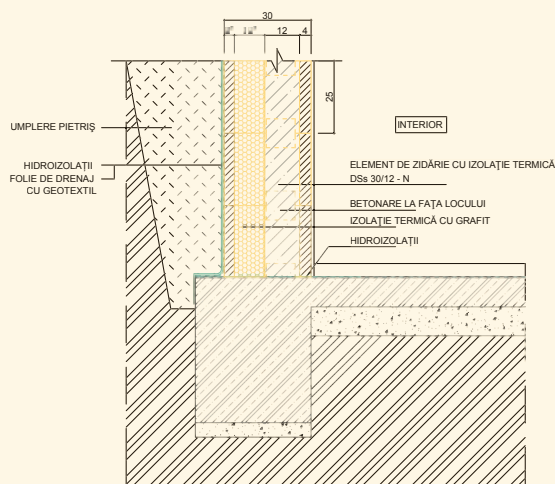 30
12
4
25
INTERIOR
UMPLERE PIETRIȘ
HIDROIZOLAȚII
FOLIE DE DRENAJ
CU GEOTEXTIL
ELEMENT DE ZIDĂRIE CU IZOLAȚIE TERMICĂ
DSs 30/12 - N
BETONARE LA FAȚA LOCULUI
IZOLAȚIE TERMICĂ CU GRAFIT
HIDROIZOLAȚII